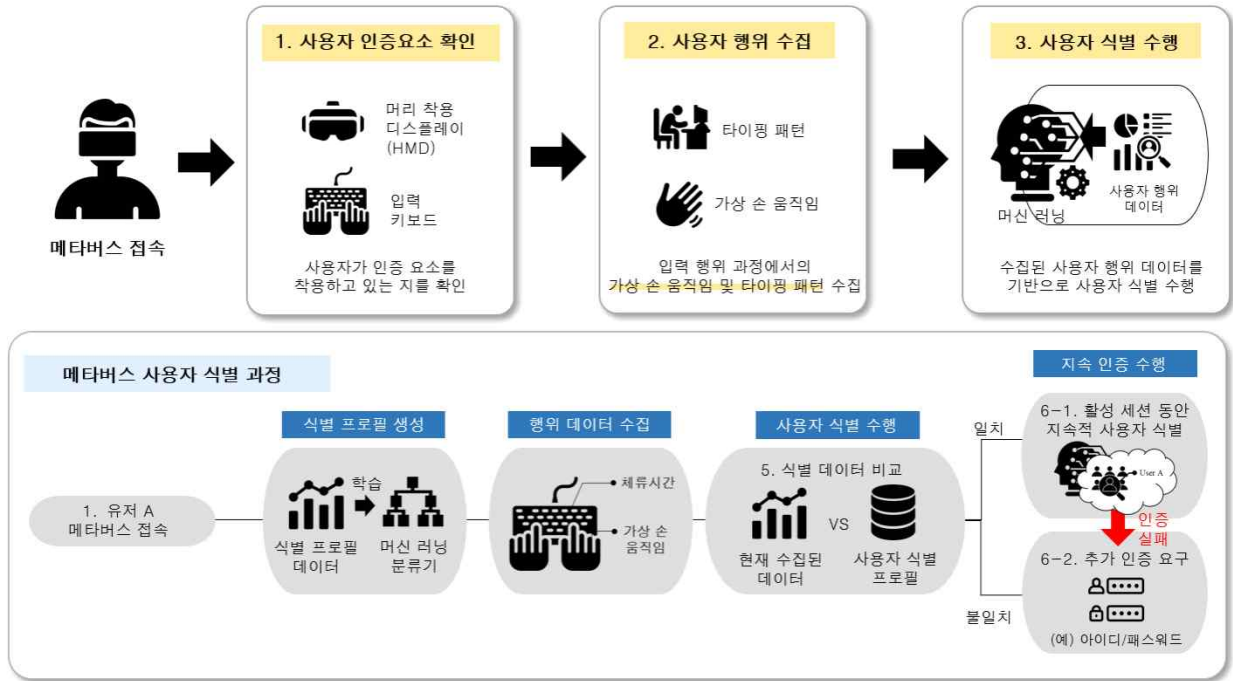 메타버스 접속
1. 사용자 인증요소 확인
머리 착용
디스플레이
(HMD)
입력
키보드
사용자가 인증 요소를
착용하고 있는 지를 확인
2. 사용자 행위 수집
타이핑 패턴
가상 손 움직임
입력 행위 과정에서의
가상 손 움직임 및 타이핑 패턴 수집
3. 사용자 식별 수행
머신 러닝
사용자 행위
데이터
수집된 사용자 행위 데이터를
기반으로 사용자 식별 수행
메타버스 사용자 식별 과정
1. 유저 A
메타버스 접속
식별 프로필 생성
학습
식별 프로필
데이터
머신 러닝
분류기
행위 데이터 수집
체류시간
가상 손
움직임
사용자 식별 수행
5. 식별 데이터 비교
VS
현재 수집된
데이터
사용자 식별
프로필
일치
불일치
지속 인증 수행
6-1. 활성 세션 동안
지속적 사용자 식별
User A
인증
실패
6-2. 추가 인증 요구
(예) 아이디/패스워드